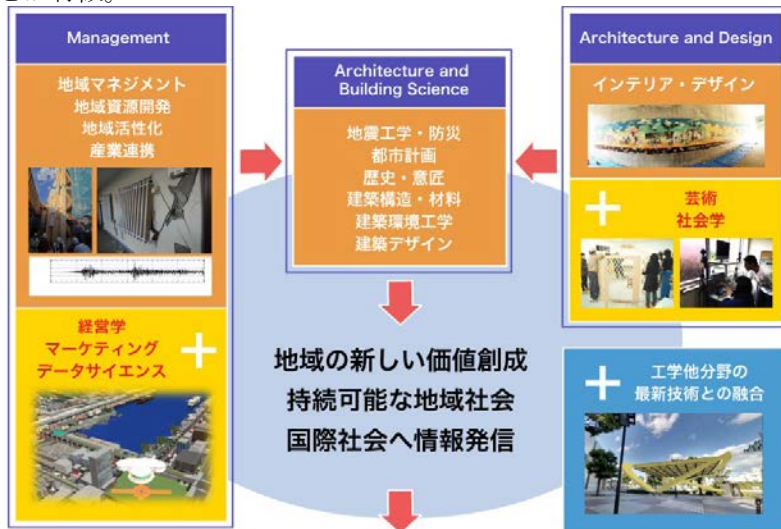 Management
地域マネジメント
地域資源開発
地域活性化
産業連携
経営学
マーケティング
データサイエンス
Architecture and
Building Science
地震工学・防災
都市計画
歴史・意匠
建築構造・材料
建築環境工学
建築デザイン
Architecture and Design
インテリア・デザイン
芸術
社会学
地域の新しい価値創成
持続可能な地域社会
国際社会へ情報発信
工学他分野の
最新技術との融合